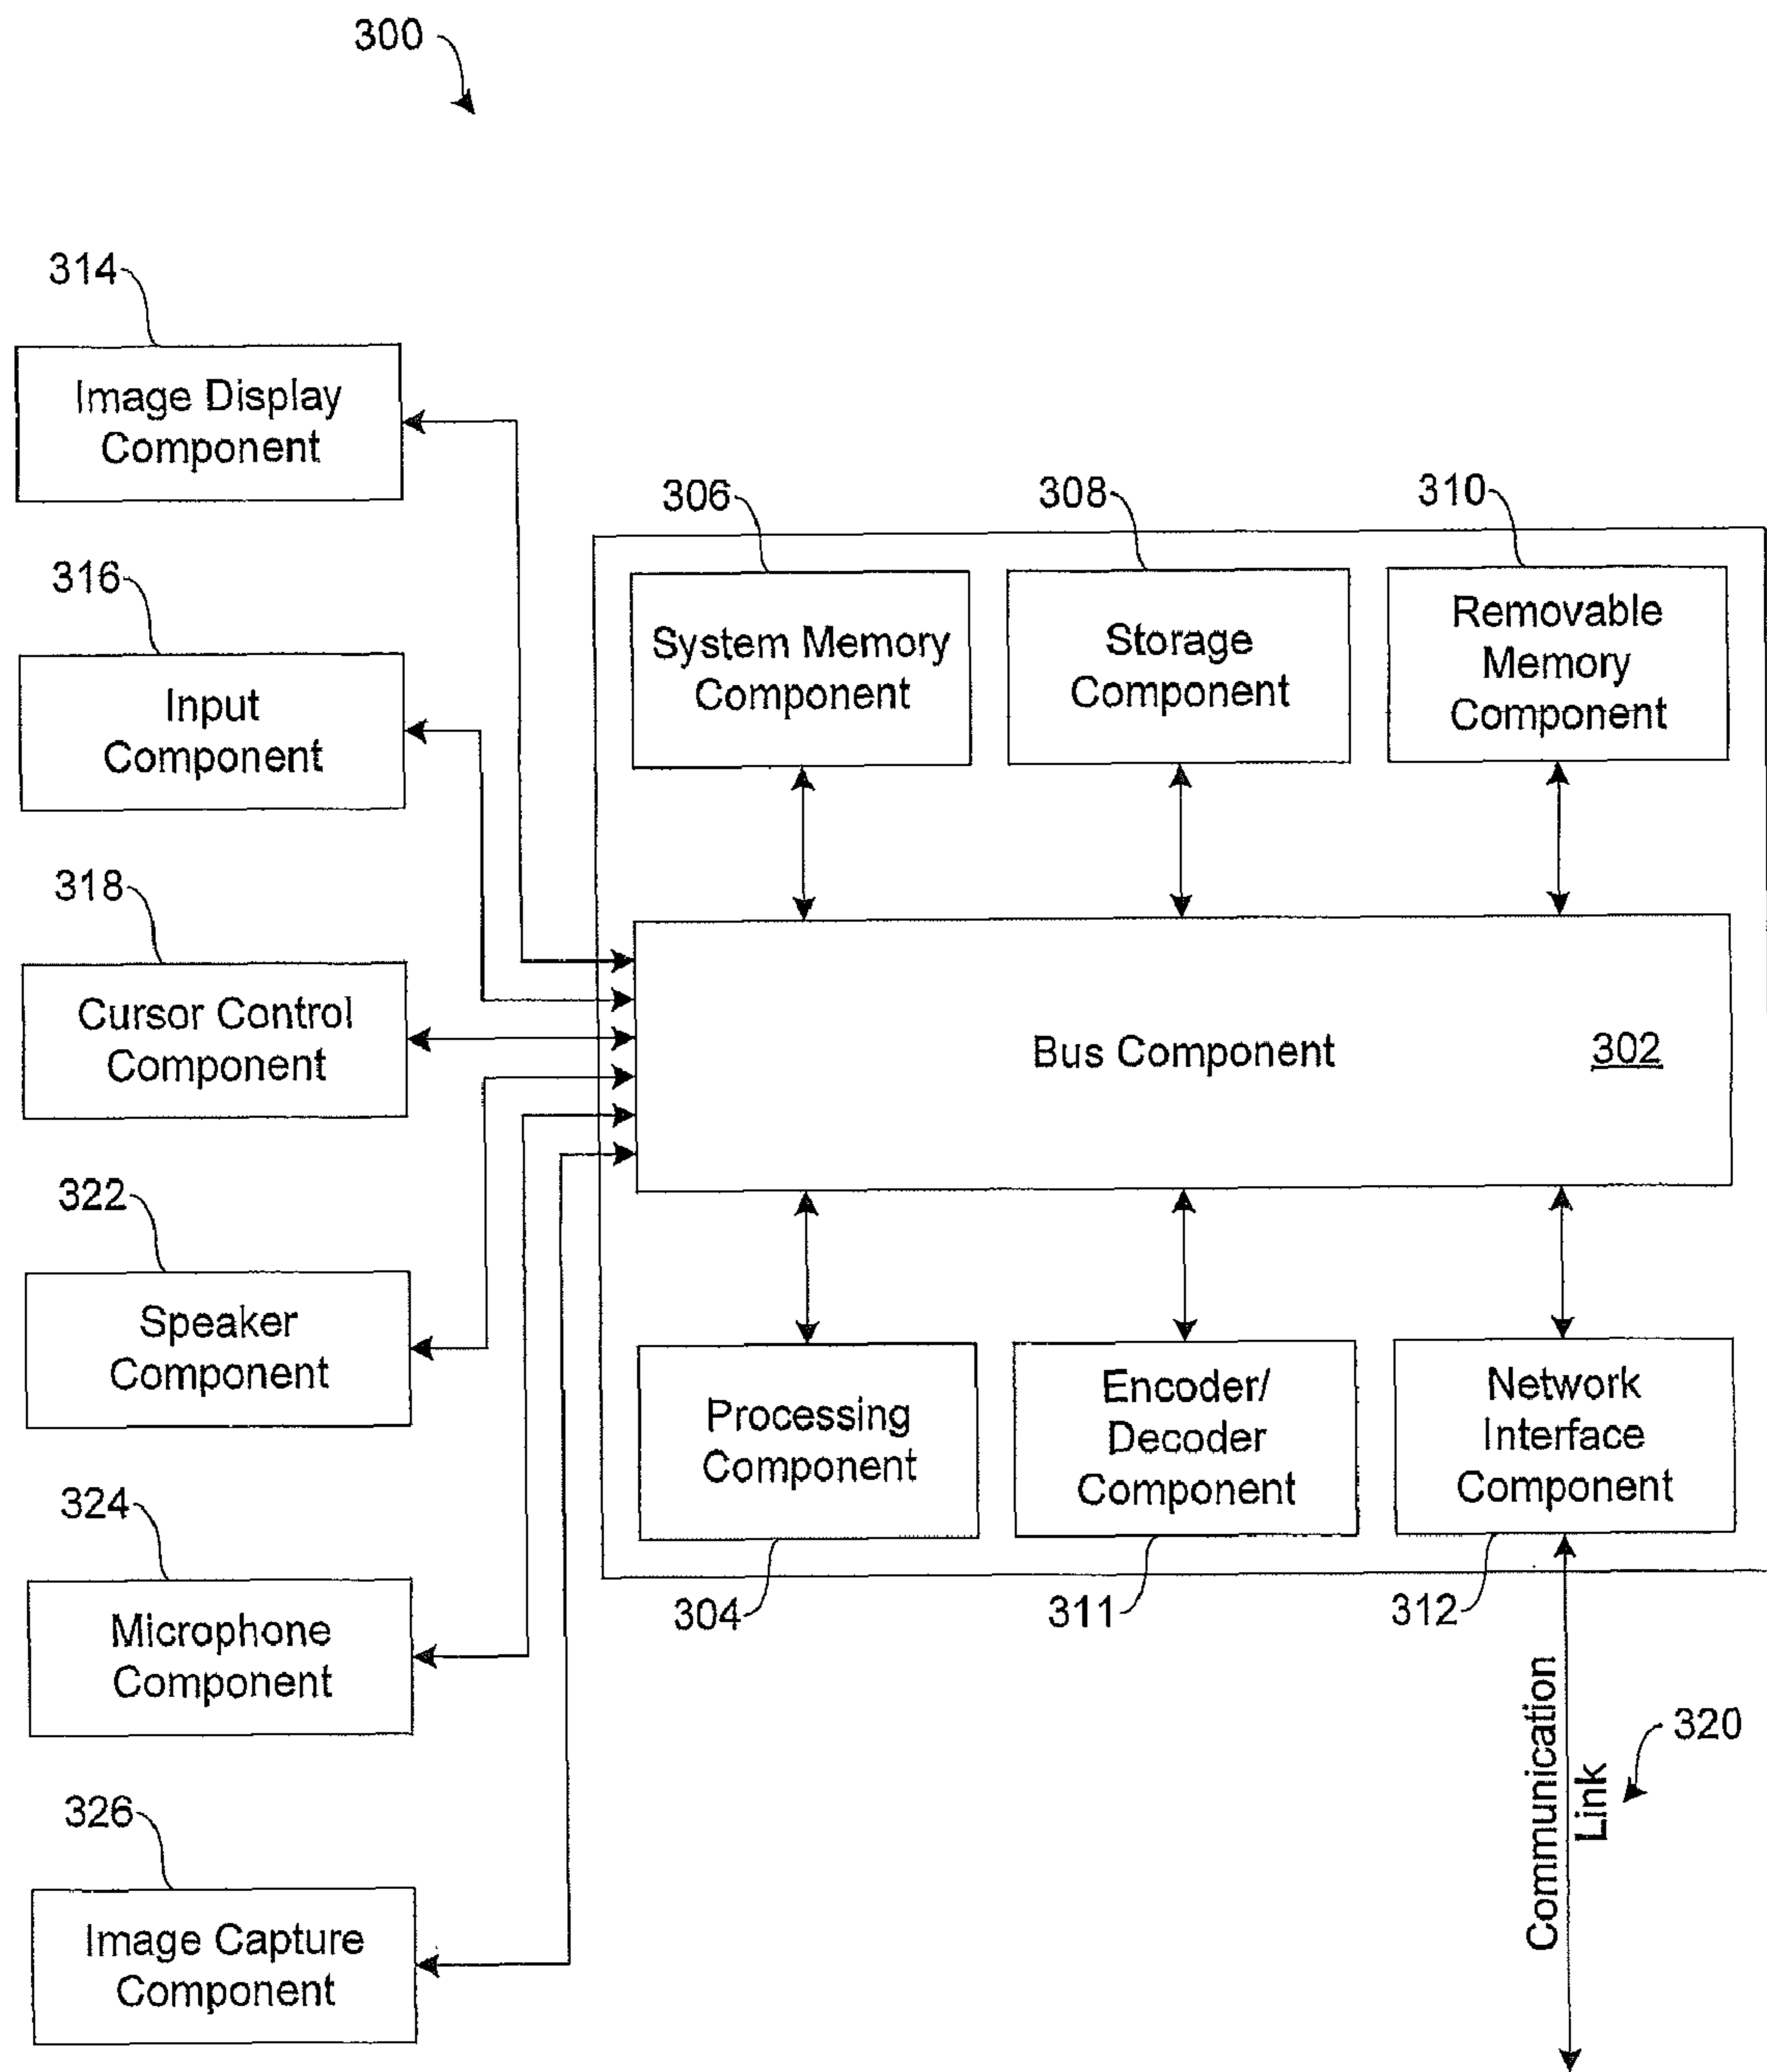 300
314
Image Display
Component
316
Input
Component
318
Cursor Control
Component
322
Speaker
Component
324
Microphone
Component
326
Image Capture
Component
306
System Memory
Component
308
Storage
Component
310
Removable
Memory
Component
Bus Component
302
Processing
Component
304
Encoder/
Decoder
Component
311
Network
Interface
Component
312
Communication
Link
320